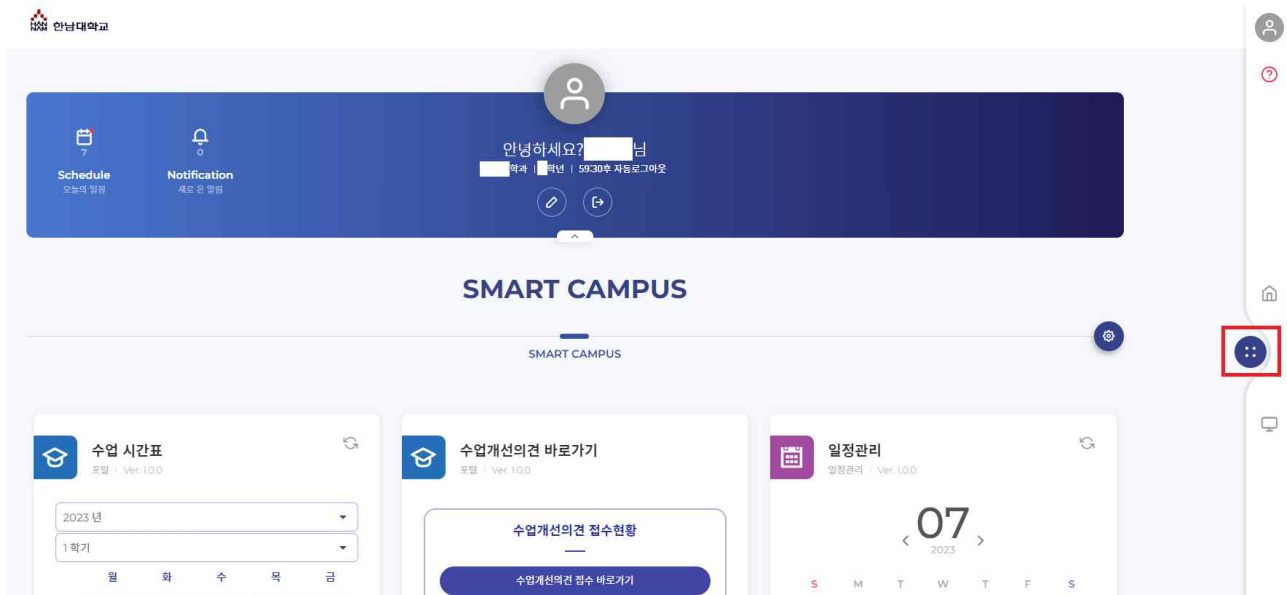 HAN
NAM 한남대학교
7
Schedule
오늘의 일정
0
Notification
새로 온 알림
안녕하세요? 님
학과 | 학년 | 59:30후 자동로그아웃
SMART CAMPUS
SMART CAMPUS
수업 시간표
포털 | Ver. 1.0.0
2023 년
1 학기
월 화 수 목 금
수업개선의견 바로가기
포털 | Ver. 1.0.0
수업개선의견 접수현황
수업개선의견 접수 바로가기
일정관리
일정관리 | Ver. 1.0.0
< 07 >
2023
S M T W T F S